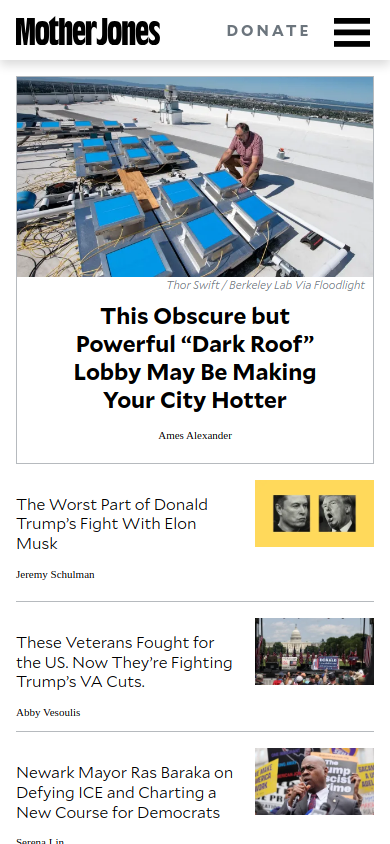 Mother Jones
DONATE
Thor Swift / Berkeley Lab Via Floodlight
This Obscure but
Powerful “Dark Roof”
Lobby May Be Making
Your City Hotter
Ames Alexander
The Worst Part of Donald
Trump’s Fight With Elon
Musk
Jeremy Schulman
These Veterans Fought for
the US. Now They’re Fighting
Trump’s VA Cuts.
Abby Vesoulis
Newark Mayor Ras Baraka on
Defying ICE and Charting a
New Course for Democrats
Serena Lin